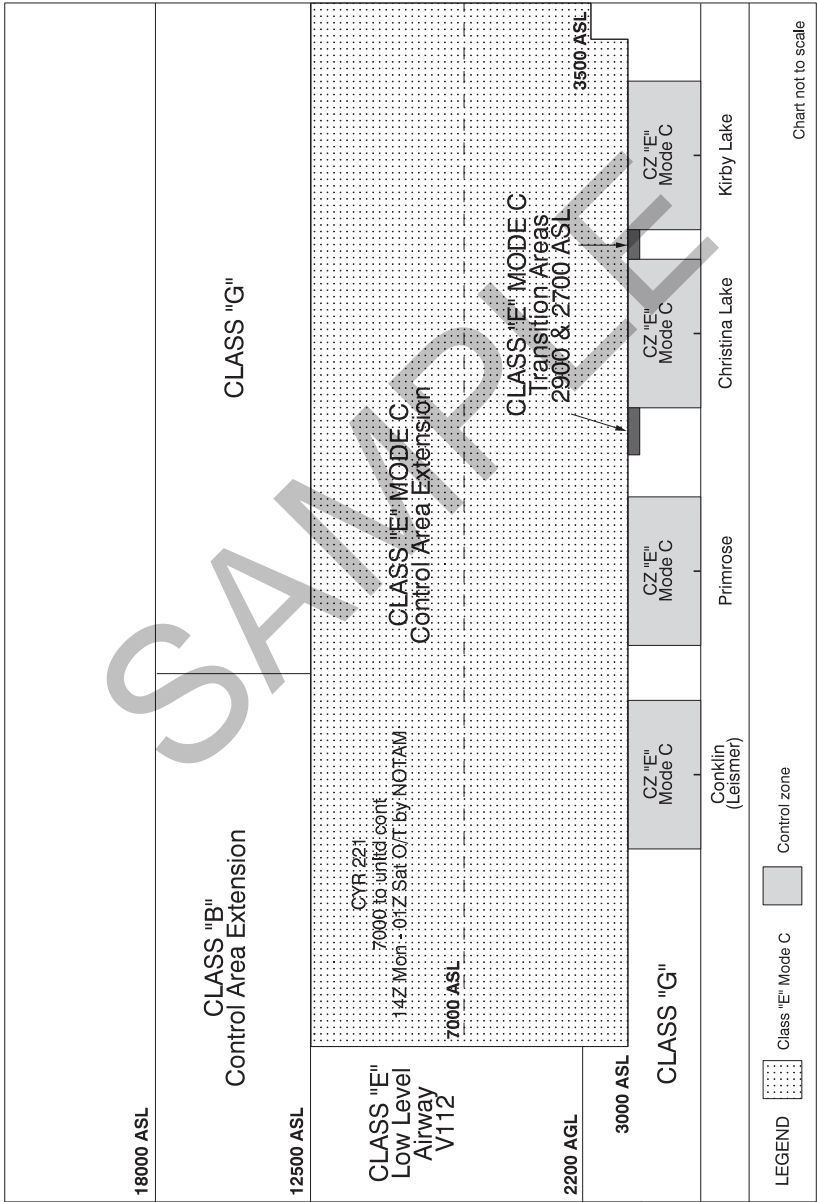 18000 ASL
CLASS "B"
Control Area Extension
CLASS "G"
12500 ASL
CLASS "E"
Low Level
Airway
V112
CYR 221
7000 to unltd cont
14Z Mon - 01Z Sat O/T by NOTAM
7000 ASL
CLASS "E" MODE C
Control Area Extension
CLASS "E" MODE C
Transition Areas
2900 & 2700 ASL
3500 ASL
2200 AGL
3000 ASL
CLASS "G"
CZ "E"
Mode C
CZ "E"
Mode C
CZ "E"
Mode C
CZ "E"
Mode C
Conklin
(Leismer)
Primrose
Christina Lake
Kirby Lake
LEGEND
Class "E" Mode C
Control zone
Chart not to scale
SAMPLE